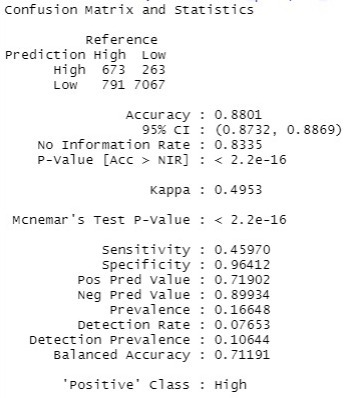 Confusion Matrix and Statistics
Reference
Prediction High Low
High 673 263
Low 791 7067
Accuracy : 0.8801
95% CI : (0.8732, 0.8869)
No Information Rate : 0.8335
P-Value [Acc > NIR] : < 2.2e-16
Kappa : 0.4953
Mcnemar's Test P-Value : < 2.2e-16
Sensitivity : 0.45970
Specificity : 0.96412
Pos Pred Value : 0.71902
Neg Pred Value : 0.89934
Prevalence : 0.16648
Detection Rate : 0.07653
Detection Prevalence : 0.10644
Balanced Accuracy : 0.71191
'Positive' Class : High